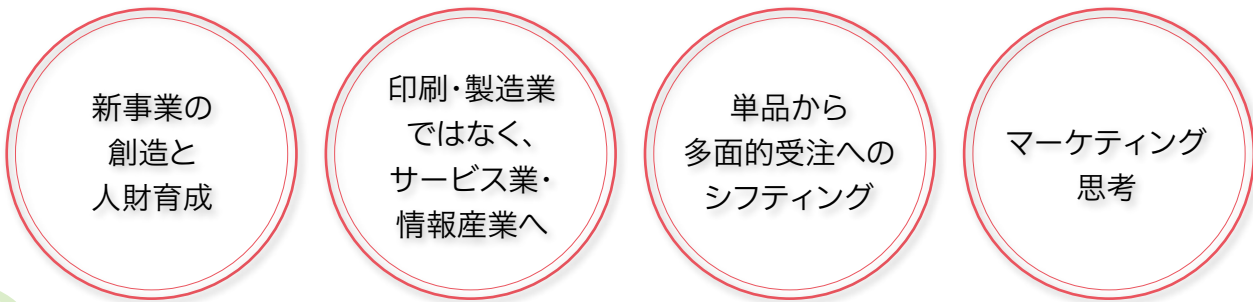 新事業の
創造と
人財育成
印刷・製造業
ではなく、
サービス業・
情報産業へ
単品から
多面的受注への
シフティング
マーケティング
思考